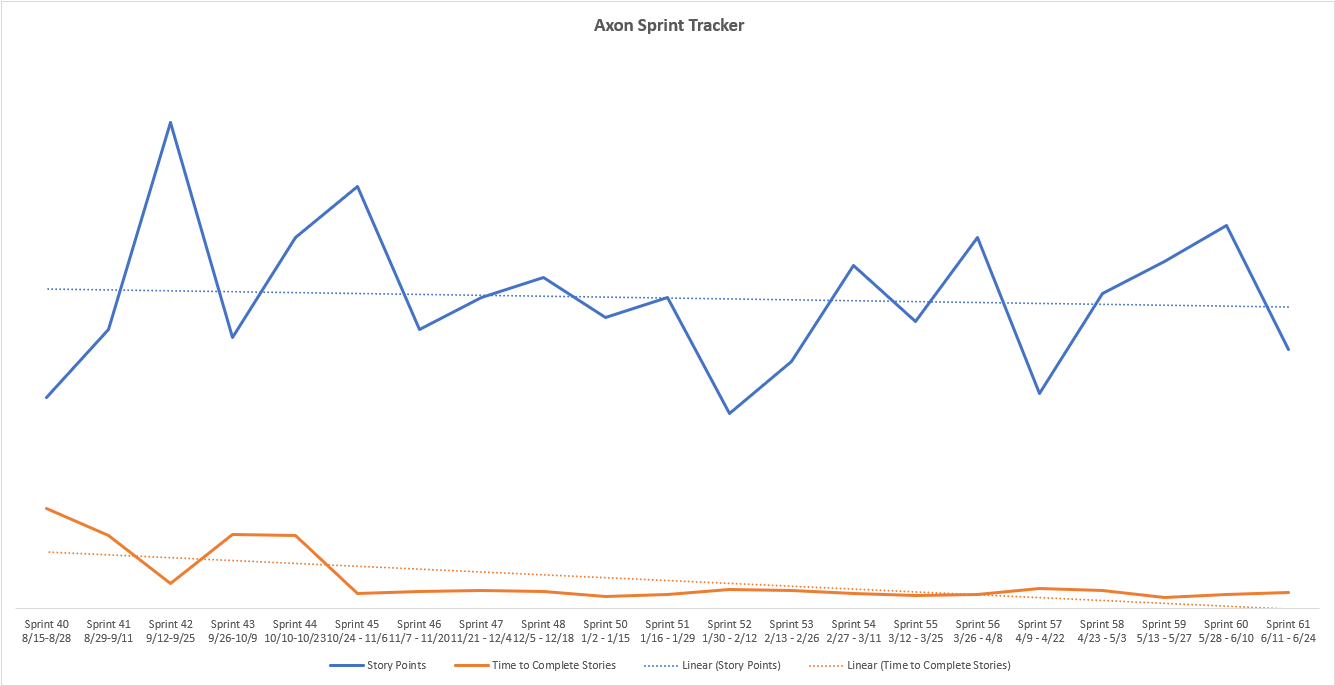 Axon Sprint Tracker
Sprint 40 Sprint 41 Sprint 42 Sprint 43 Sprint 44 Sprint 45 Sprint 46 Sprint 47 Sprint 48 Sprint 50 Sprint 51 Sprint 52 Sprint 53 Sprint 54 Sprint 55 Sprint 56 Sprint 57 Sprint 58 Sprint 59 Sprint 60 Sprint 61
8/15-8/28 8/29-9/11 9/12-9/25 9/26-10/9 10/10-10/23 10/24 - 11/6 11/7 - 11/20 11/21 - 12/4 12/5 - 12/18 1/2 - 1/15 1/16 - 1/29 1/30 - 2/12 2/13 - 2/26 2/27 - 3/11 3/12 - 3/25 3/26 - 4/8 4/9 - 4/22 4/23 - 5/3 5/13 - 5/27 5/28 - 6/10 6/11 - 6/24
Story Points Time to Complete Stories Linear (Story Points) Linear (Time to Complete Stories)